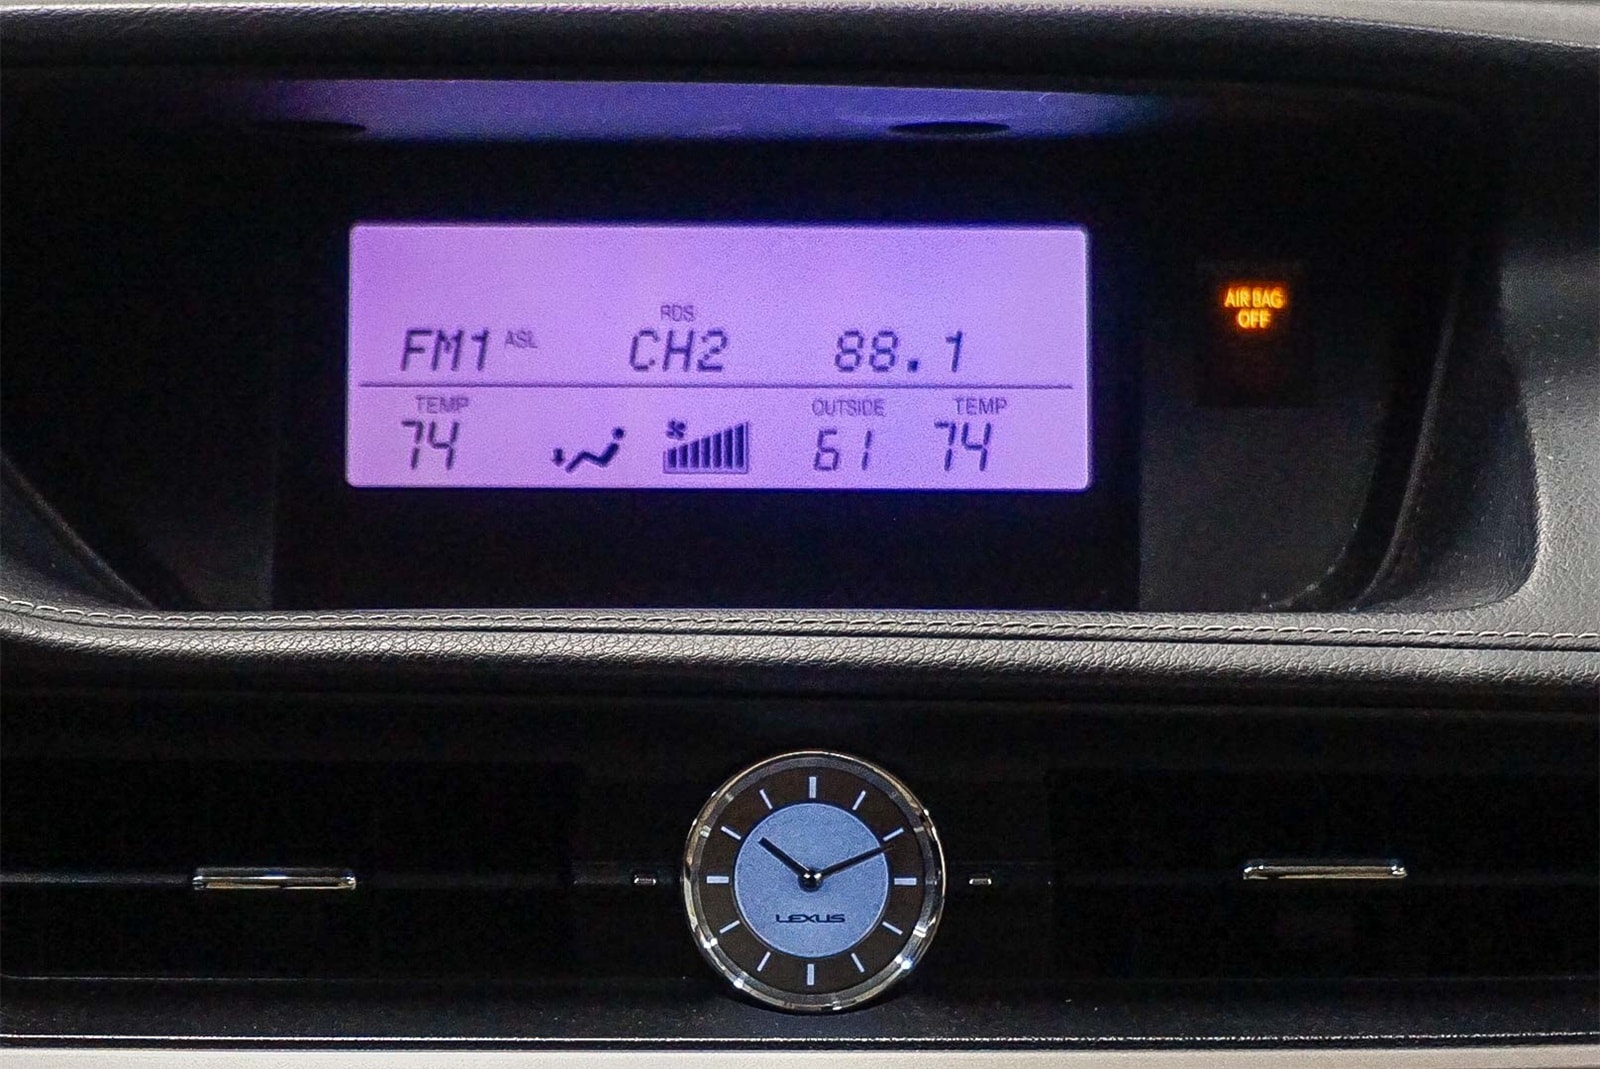 AIR BAG
OFF
RDS
FM1 ASL CH2 88.1
TEMP OUTSIDE TEMP
74 61 74
LEXUS